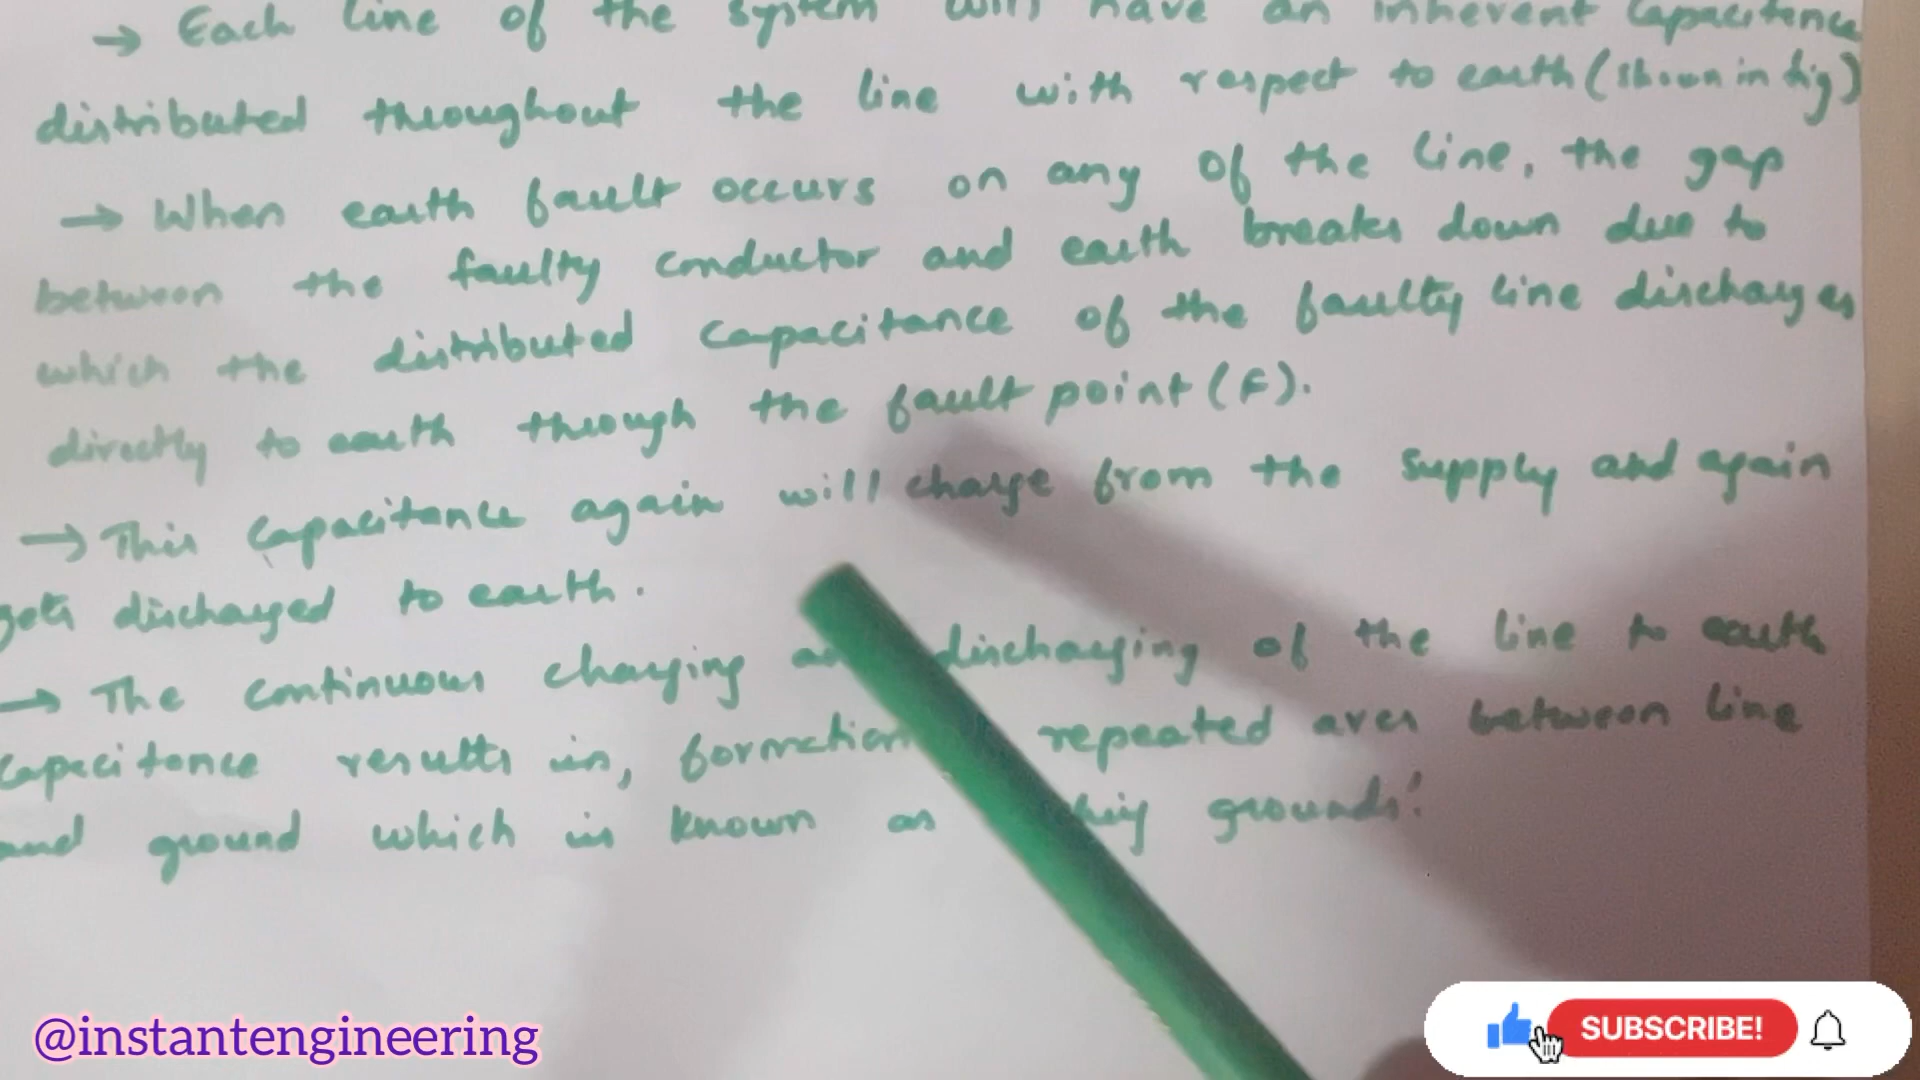 → Each line of the system will have an inherent capacitance
distributed throughout the line with respect to earth (shown in fig)
→ When earth fault occurs on any of the line, the gap
between the faulty conductor and earth breaks down due to
which the distributed capacitance of the faulty line discharges
directly to earth through the fault point (F).
→ This capacitance again will charge from the supply and again
gets discharged to earth.
→ The continuous charging discharging of the line to earth
capacitance results in, formation repeated arcs between line
and ground which is known as grounds'.
@instantengineering
SUBSCRIBE!